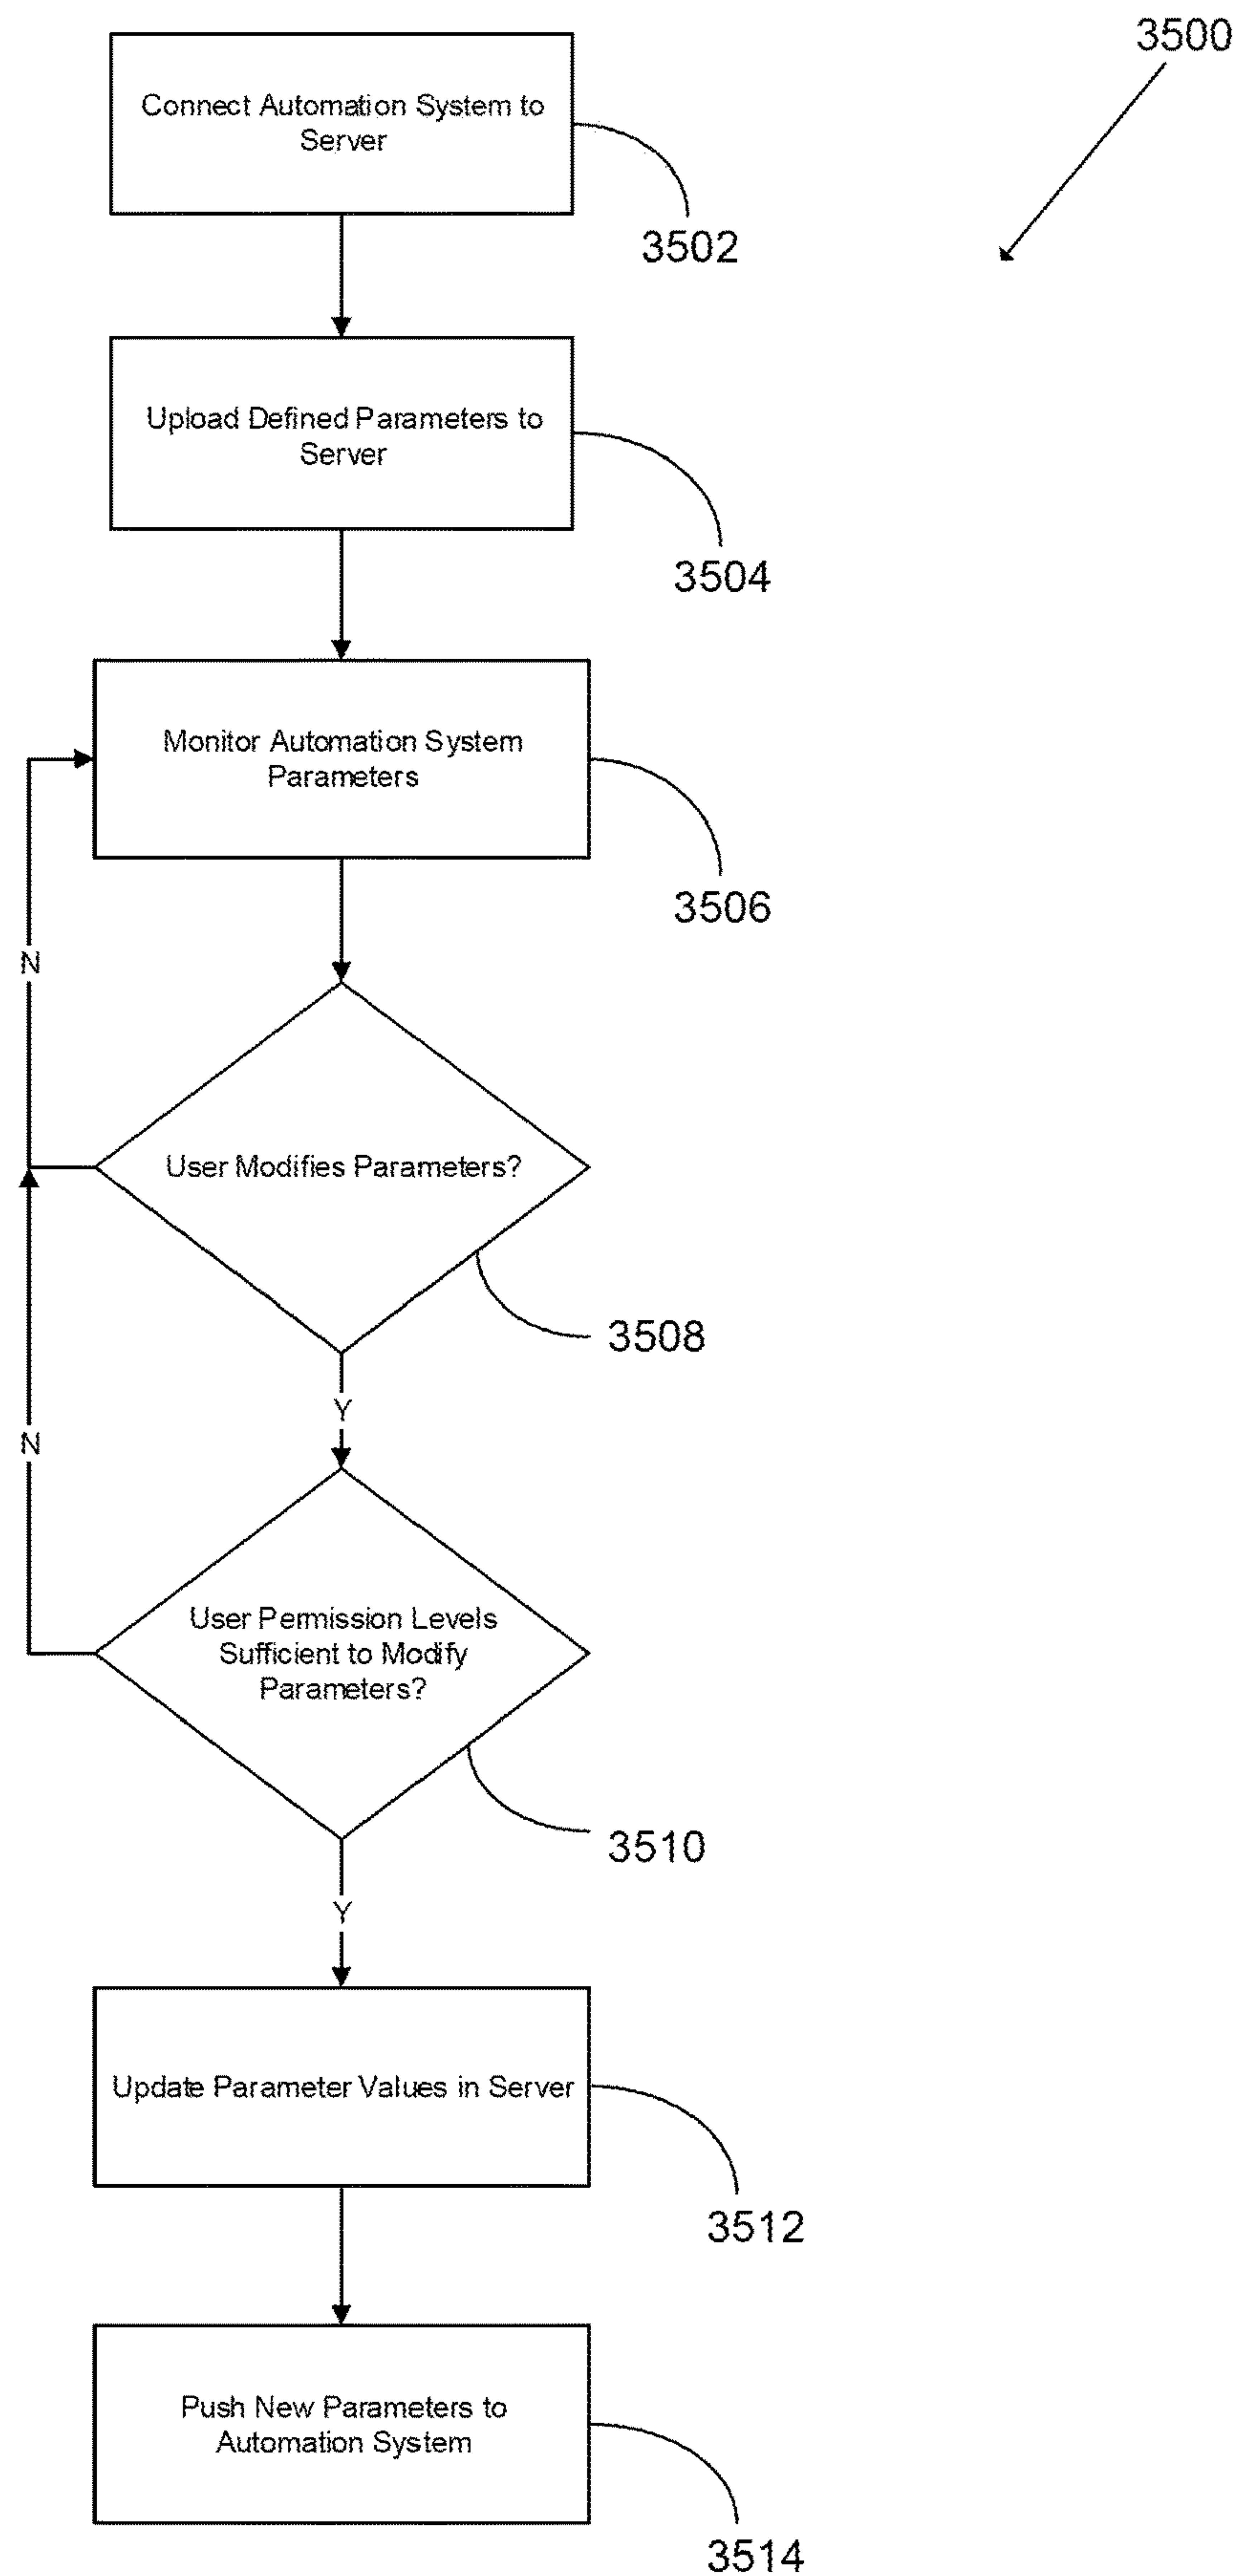 3500
Connect Automation System to
Server
3502
Upload Defined Parameters to
Server
3504
Monitor Automation System
Parameters
3506
N
User Modifies Parameters?
3508
Y
N
User Permission Levels
Sufficient to Modify
Parameters?
3510
Y
Update Parameter Values in Server
3512
Push New Parameters to
Automation System
3514